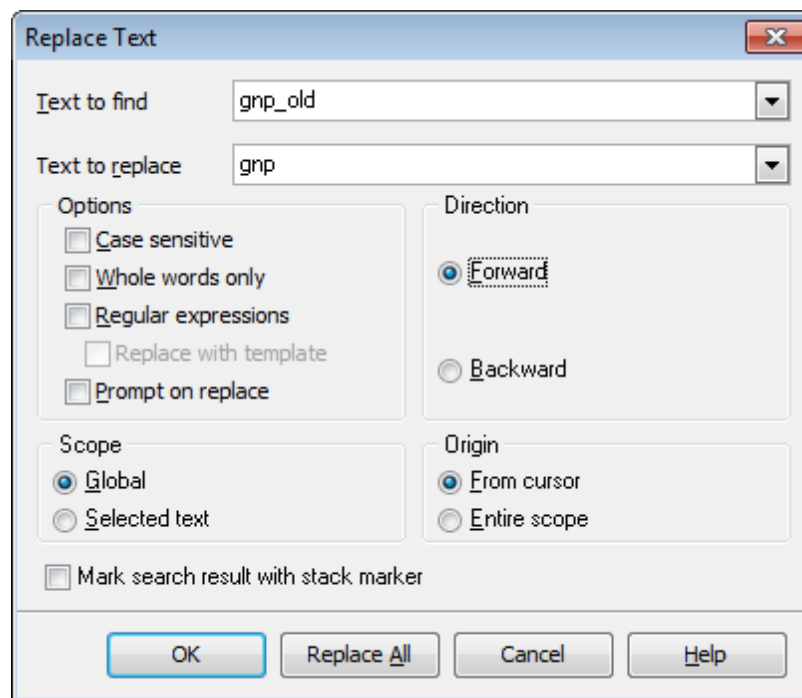 Replace Text
Text to find gnp_old
Text to replace gnp
Options
Case sensitive
Whole words only
Regular expressions
Replace with template
Prompt on replace
Direction
Forward
Backward
Scope
Global
Selected text
Origin
From cursor
Entire scope
Mark search result with stack marker
OK Replace All Cancel Help